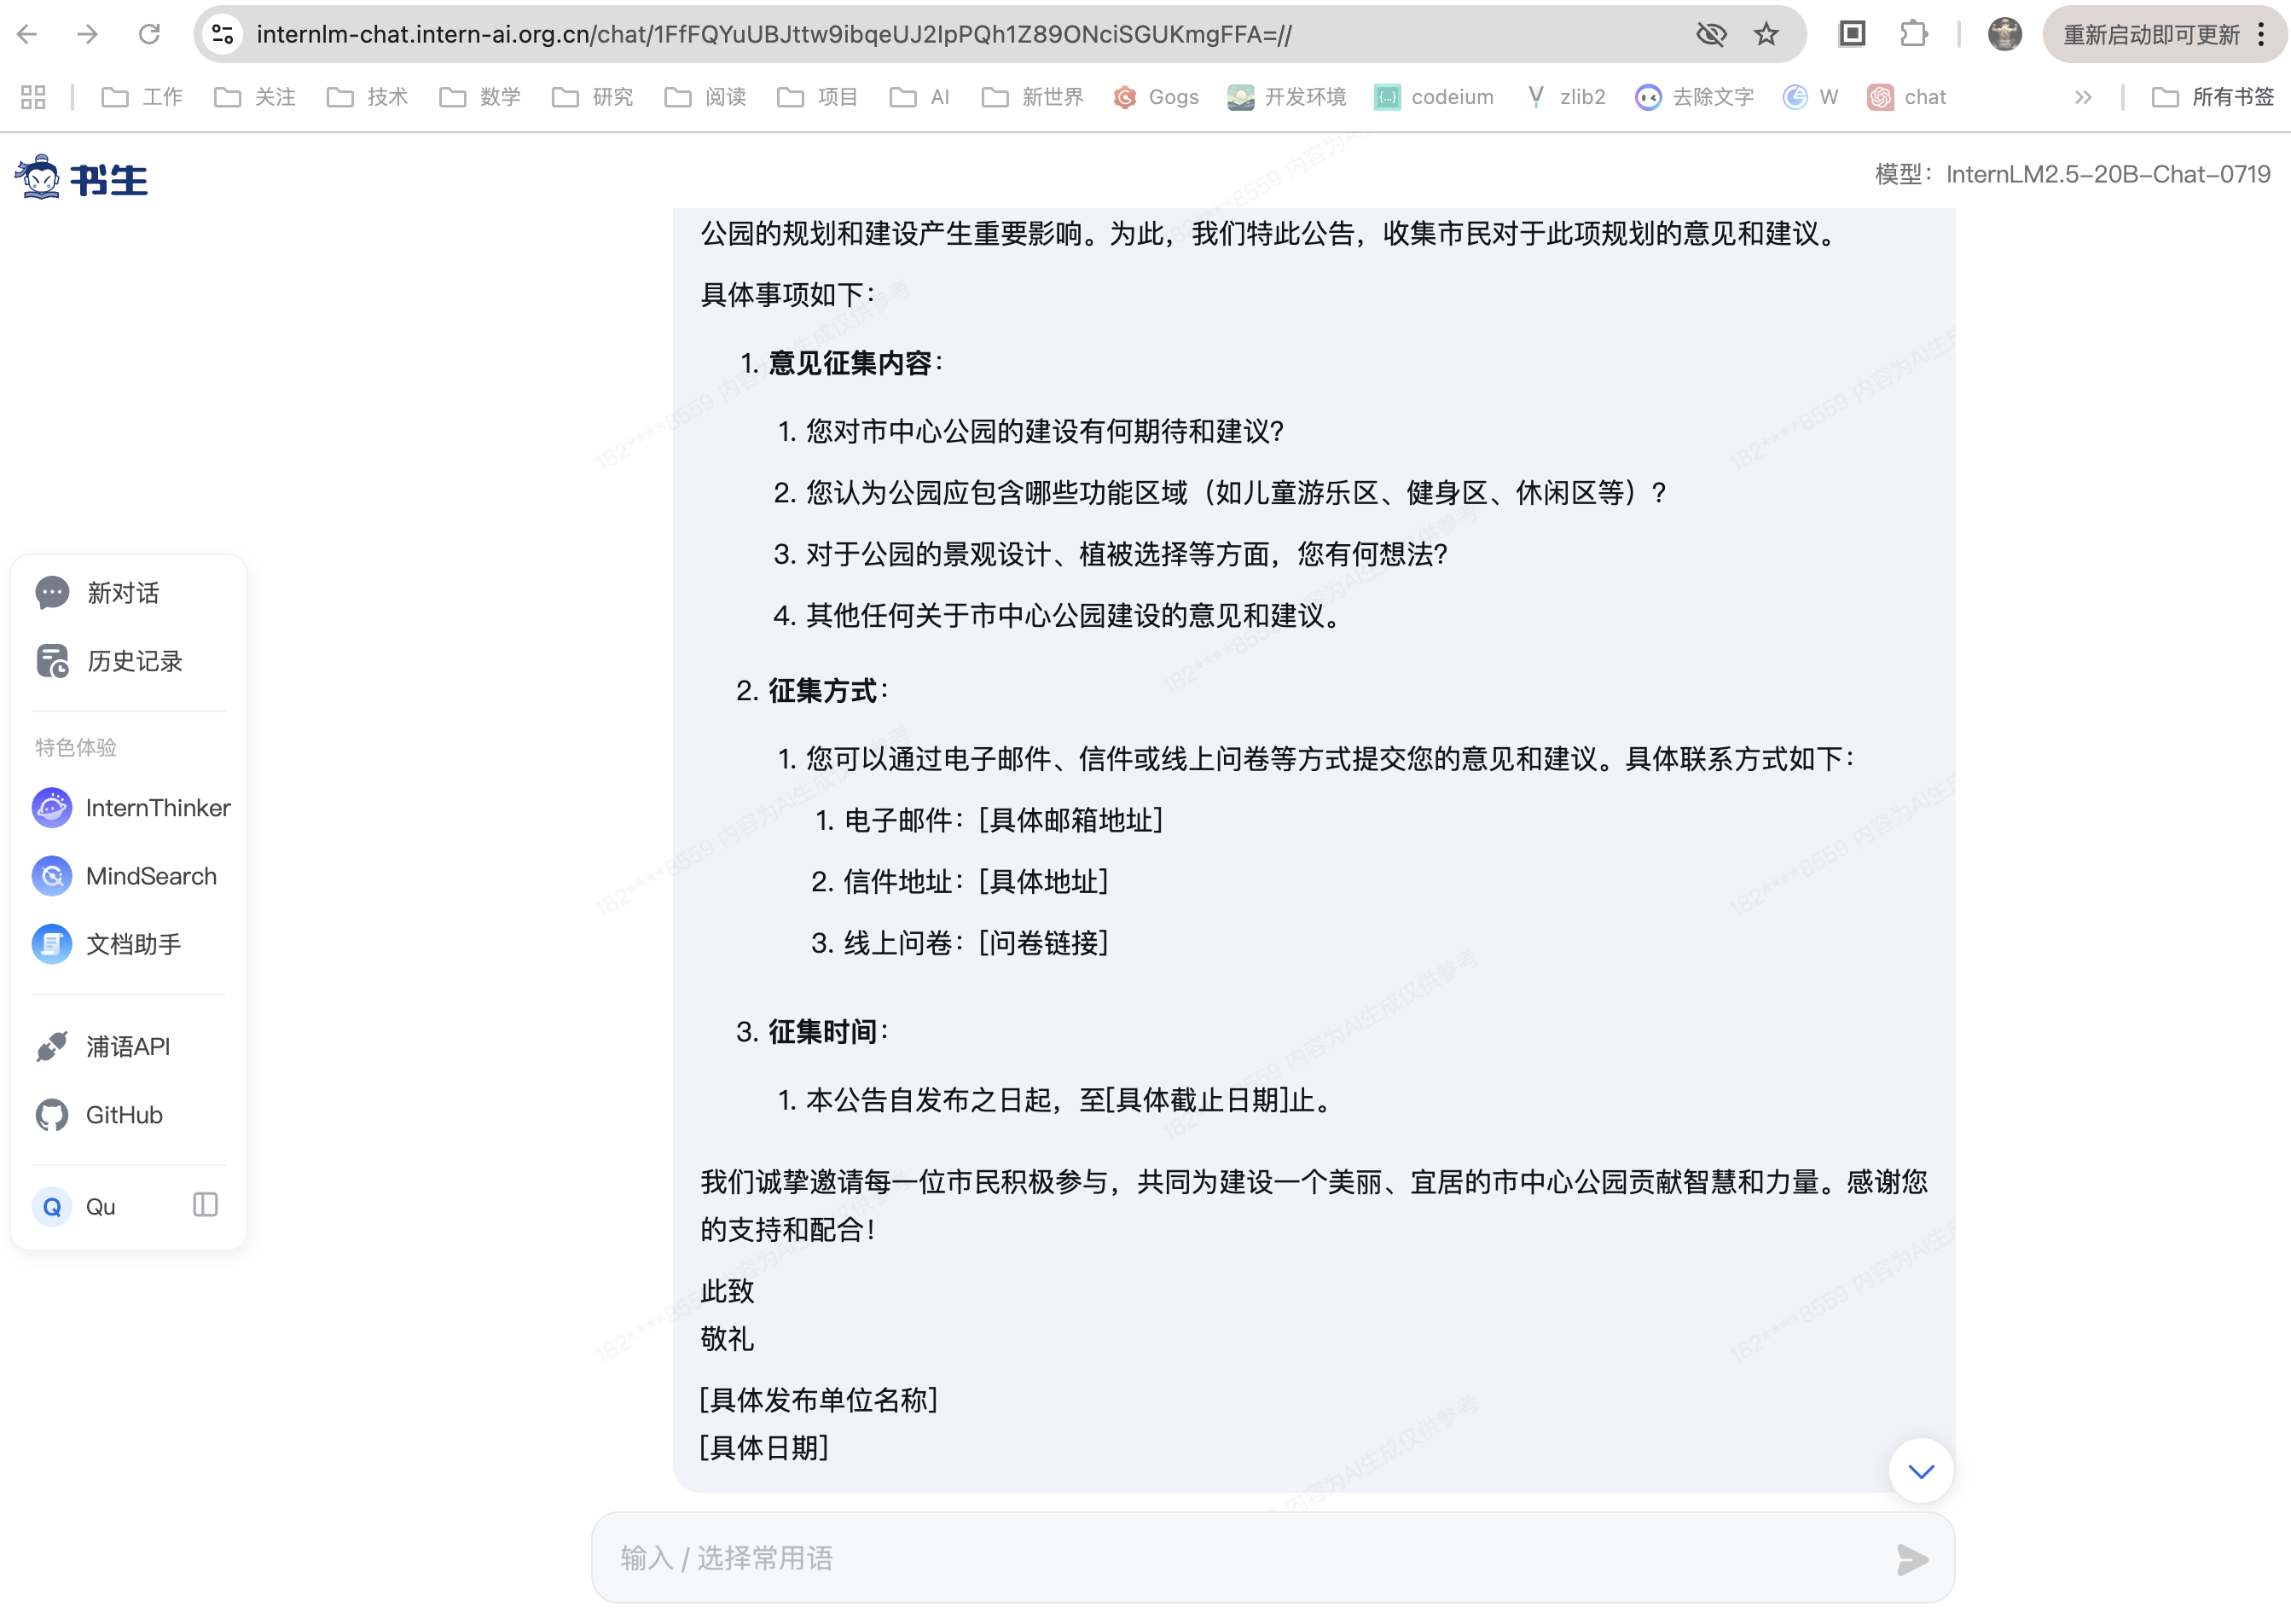 internlm-chat.intern-ai.org.cn/chat/1FfFQYuUBJttw9ibqeUJ2IpPQh1Z89ONciSGUKmgFFA=//
重新启动即可更新
工作 关注 技术 数学 研究 阅读 项目 AI 新世界 Gogs 开发环境 codeium zlib2 去除文字 W chat 所有书签
书生
模型：InternLM2.5-20B-Chat-0719
公园的规划和建设产生重要影响。为此，我们特此公告，收集市民对于此项规划的意见和建议。
具体事项如下：
1. 意见征集内容：
1. 您对市中心公园的建设有何期待和建议？
2. 您认为公园应包含哪些功能区域（如儿童游乐区、健身区、休闲区等）？
3. 对于公园的景观设计、植被选择等方面，您有何想法？
4. 其他任何关于市中心公园建设的意见和建议。
2. 征集方式：
1. 您可以通过电子邮件、信件或线上问卷等方式提交您的意见和建议。具体联系方式如下：
1. 电子邮件：[具体邮箱地址]
2. 信件地址：[具体地址]
3. 线上问卷：[问卷链接]
3. 征集时间：
1. 本公告自发布之日起，至[具体截止日期]止。
我们诚挚邀请每一位市民积极参与，共同为建设一个美丽、宜居的市中心公园贡献智慧和力量。感谢您
的支持和配合！
此致
敬礼
[具体发布单位名称]
[具体日期]
新对话
历史记录
特色体验
InternThinker
MindSearch
文档助手
浦语API
GitHub
Q Qu
输入 / 选择常用语
182****8559 内容为AI生成仅供参考